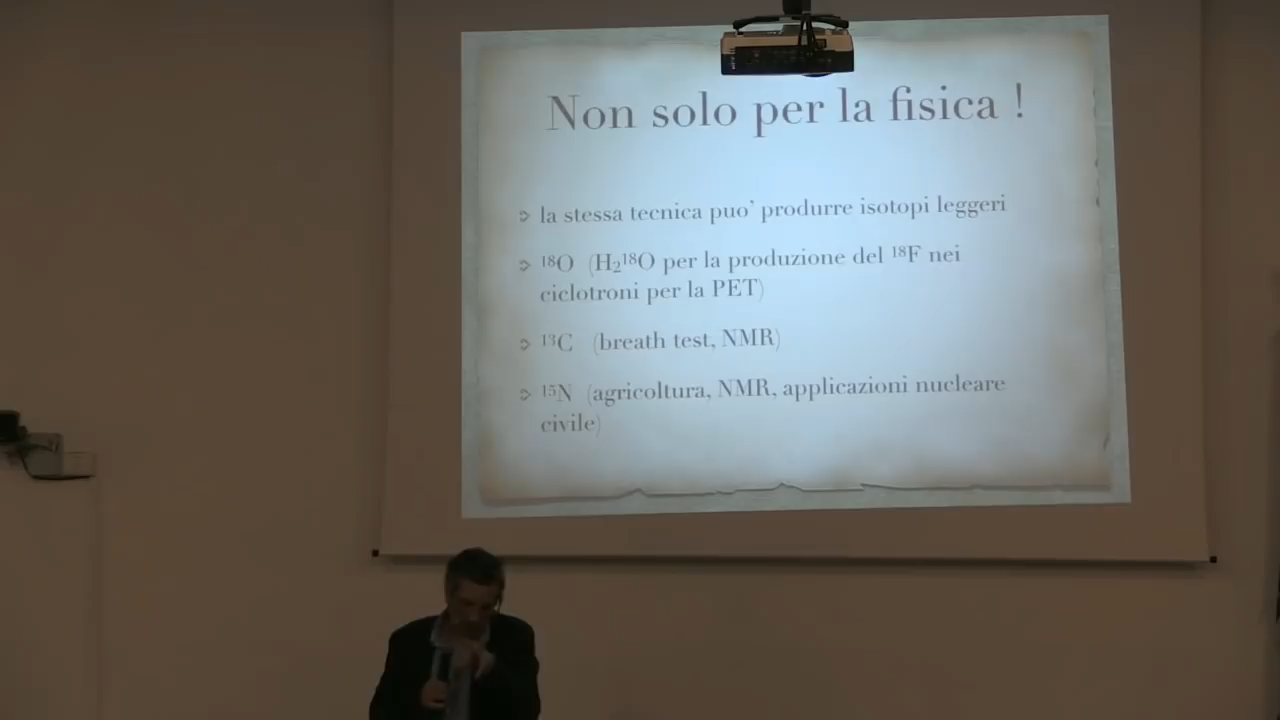 Non solo per la fisica !
la stessa tecnica puo' produrre isotopi leggeri
¹⁸O (H₂¹⁸O per la produzione del ¹⁸F nei
ciclotroni per la PET)
¹³C (breath test, NMR)
¹⁵N (agricoltura, NMR, applicazioni nucleare
civile)